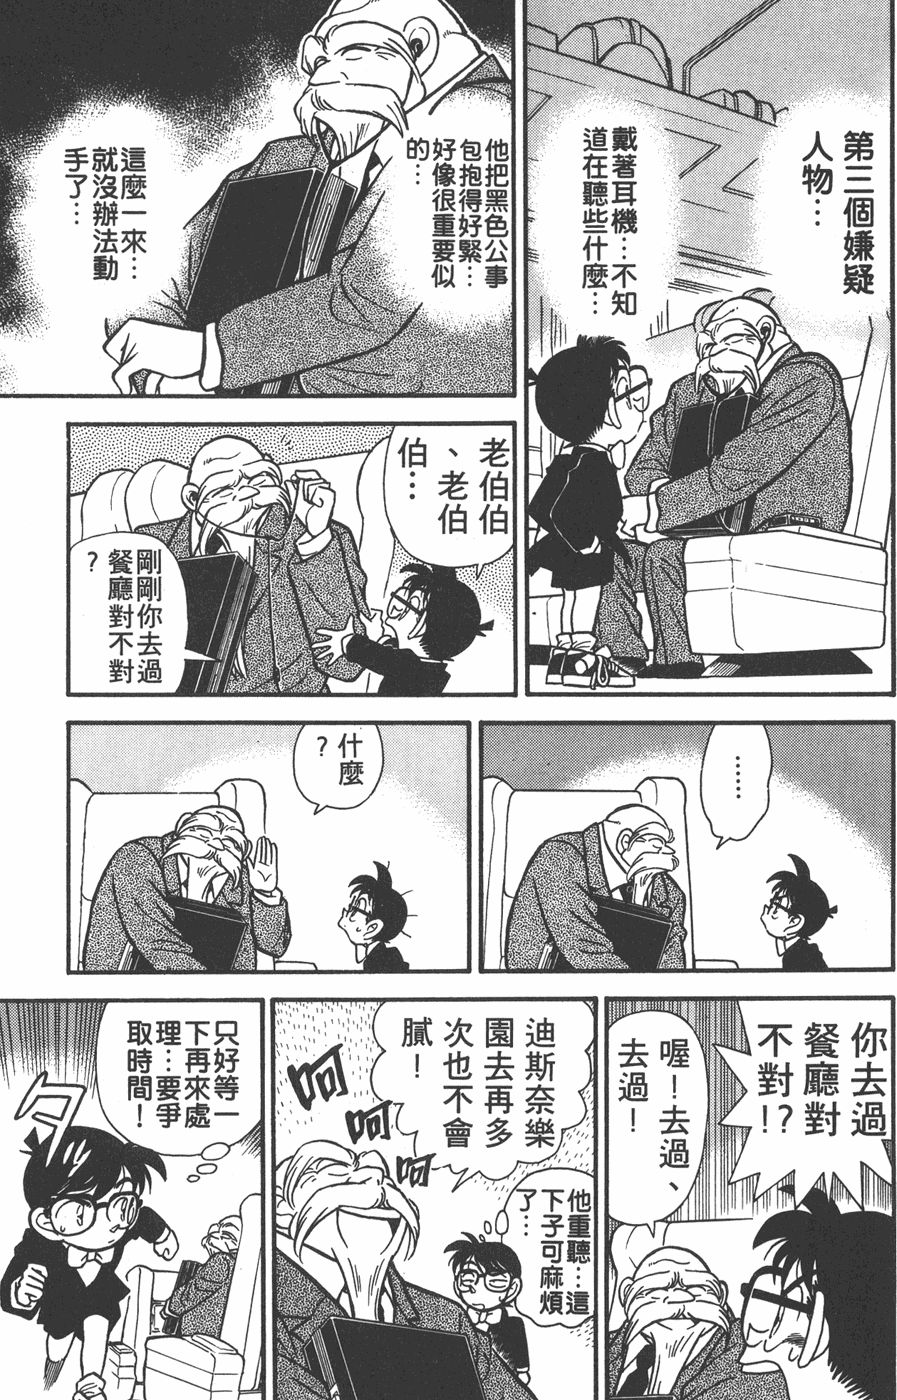 第三個嫌疑
人物…
戴著耳機…不知
道在聽些什麼…
他把黑色公事
包抱得好緊…
好像很重要似
的…
這麼一來…
就沒辦法動
手了…
老伯伯
、老伯
伯…
剛剛你去過
餐廳對不對
?
……
什麼
?
你去過
餐廳對
不對!?
喔!去過、
去過!
迪斯奈樂
園去再多
次也不會
膩!
呵
呵
呵
他重聽…這
下子可麻煩
了…
只好等一
下再來處
理…要爭
取時間!
タ